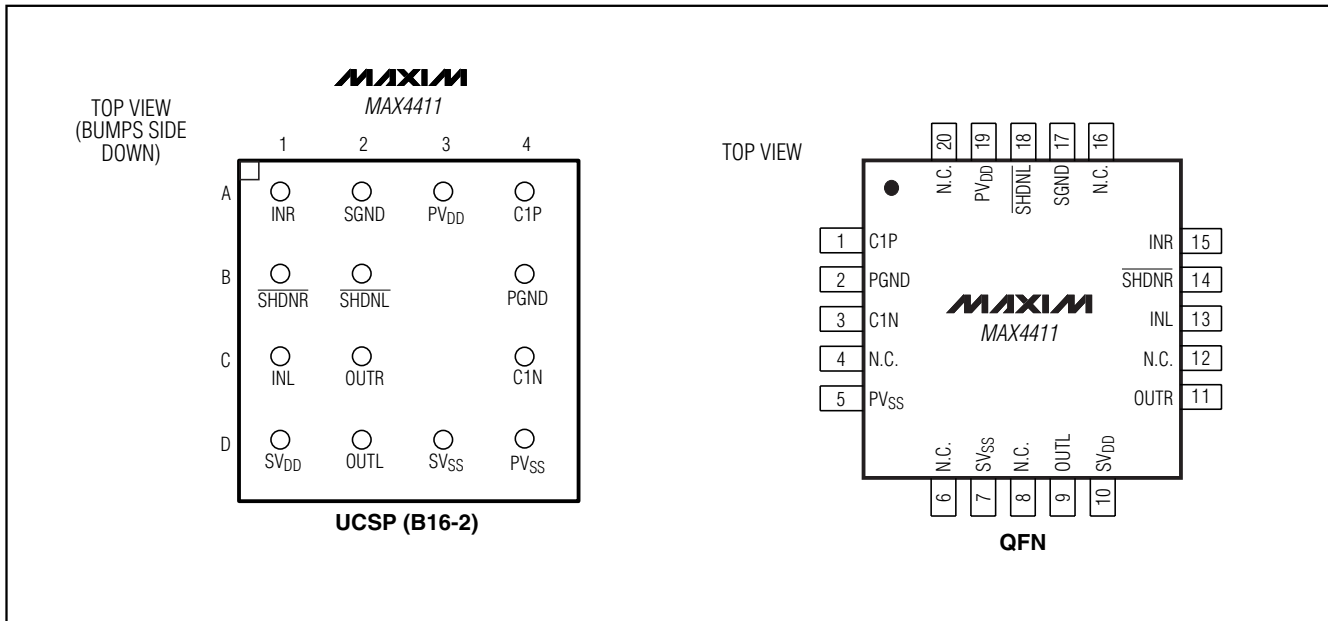 TOP VIEW
(BUMPS SIDE
DOWN)
MAXIM
MAX4411
1 2 3 4
A
INR SGND PVDD C1P
B
SHDNR SHDNL PGND
C
INL OUTR C1N
D
SVDD OUTL SVSS PVSS
UCSP (B16-2)
TOP VIEW
20 19 18 17 16
N.C. PVDD SHDNL SGND N.C.
1 C1P
2 PGND
3 C1N
4 N.C.
5 PVSS
MAXIM
MAX4411
INR 15
SHDNR 14
INL 13
N.C. 12
OUTR 11
N.C. SVSS N.C. OUTL SVDD
6 7 8 9 10
QFN